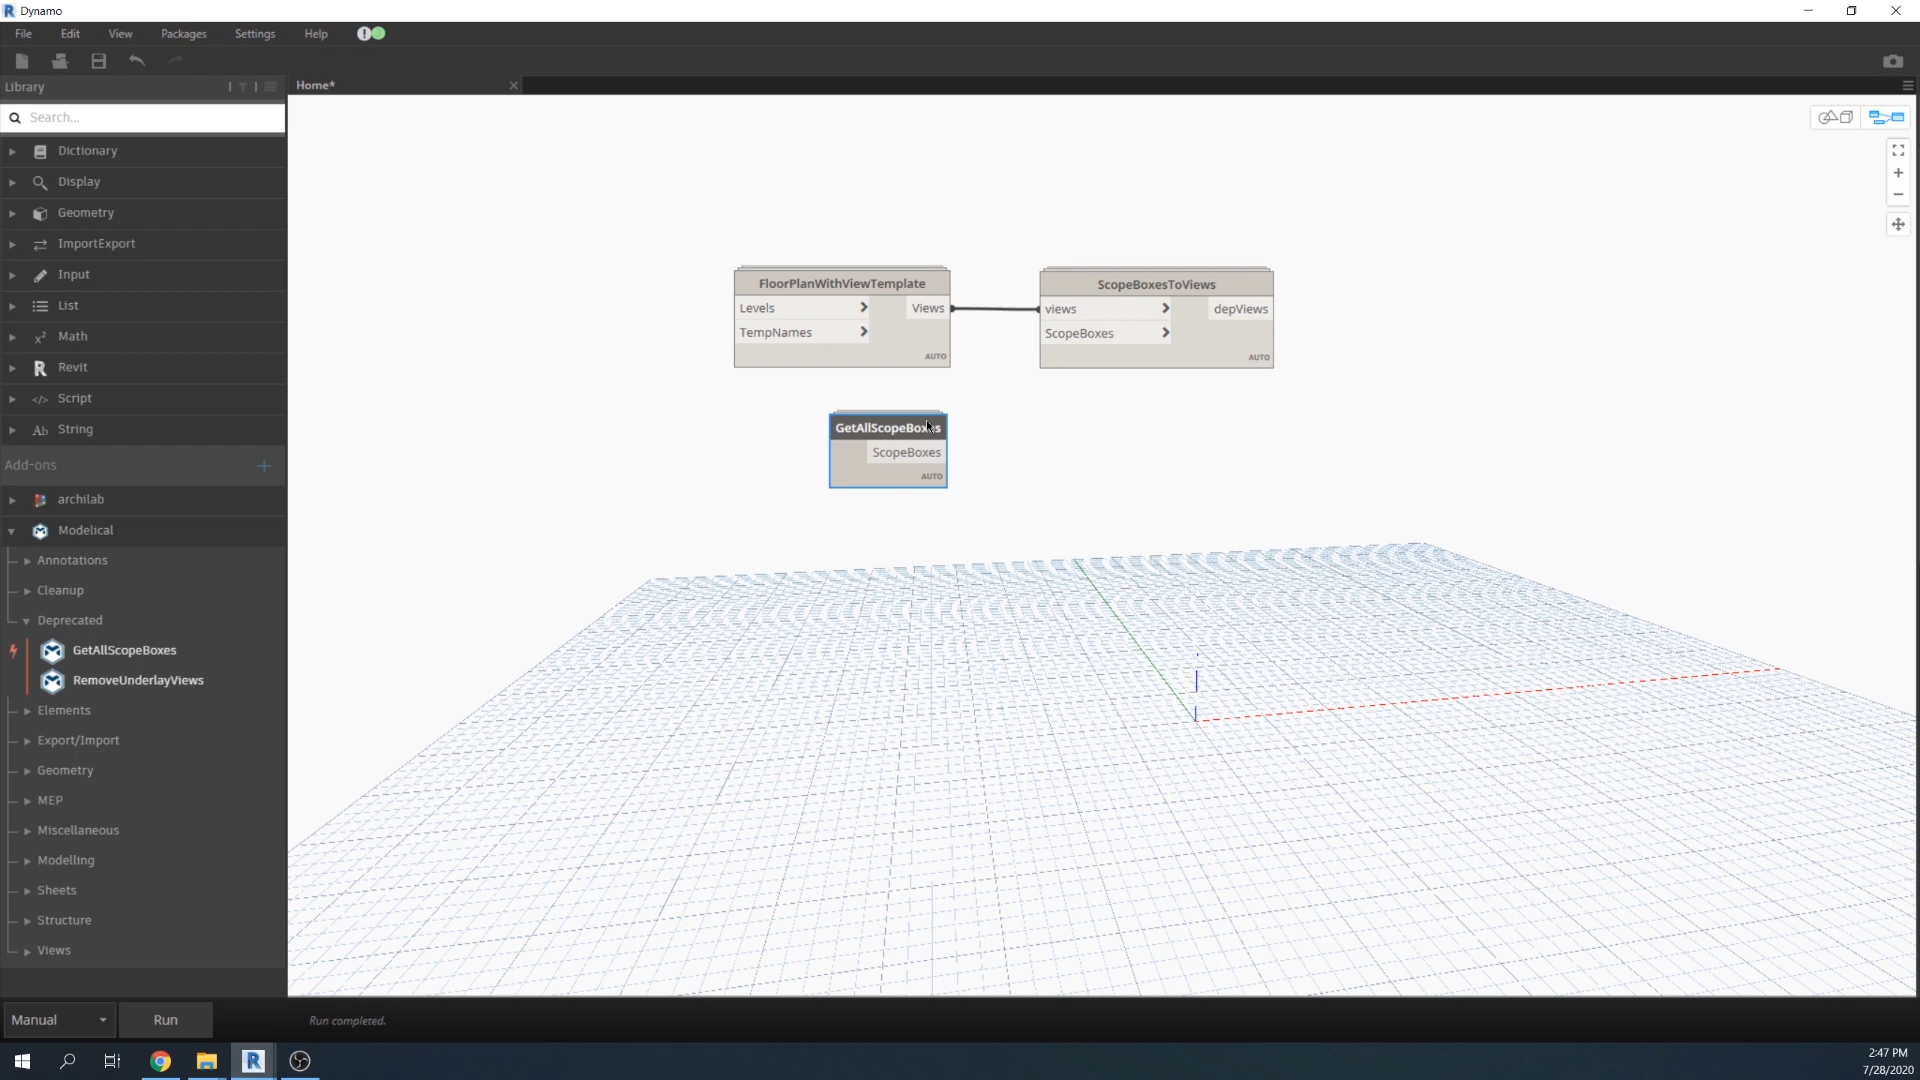 Dynamo
File Edit View Packages Settings Help
Library
Home*
Search...
Dictionary
Display
Geometry
ImportExport
Input
List
Math
Revit
Script
String
Add-ons
archilab
Modelical
Annotations
Cleanup
Deprecated
GetAllScopeBoxes
RemoveUnderlayViews
Elements
Export/Import
Geometry
MEP
Miscellaneous
Modelling
Sheets
Structure
Views
FloorPlanWithViewTemplate
Levels > Views
TempNames >
AUTO
ScopeBoxesToViews
views > depViews
ScopeBoxes >
AUTO
GetAllScopeBoxes
ScopeBoxes
AUTO
Manual Run Run completed.
2:47 PM
7/28/2020